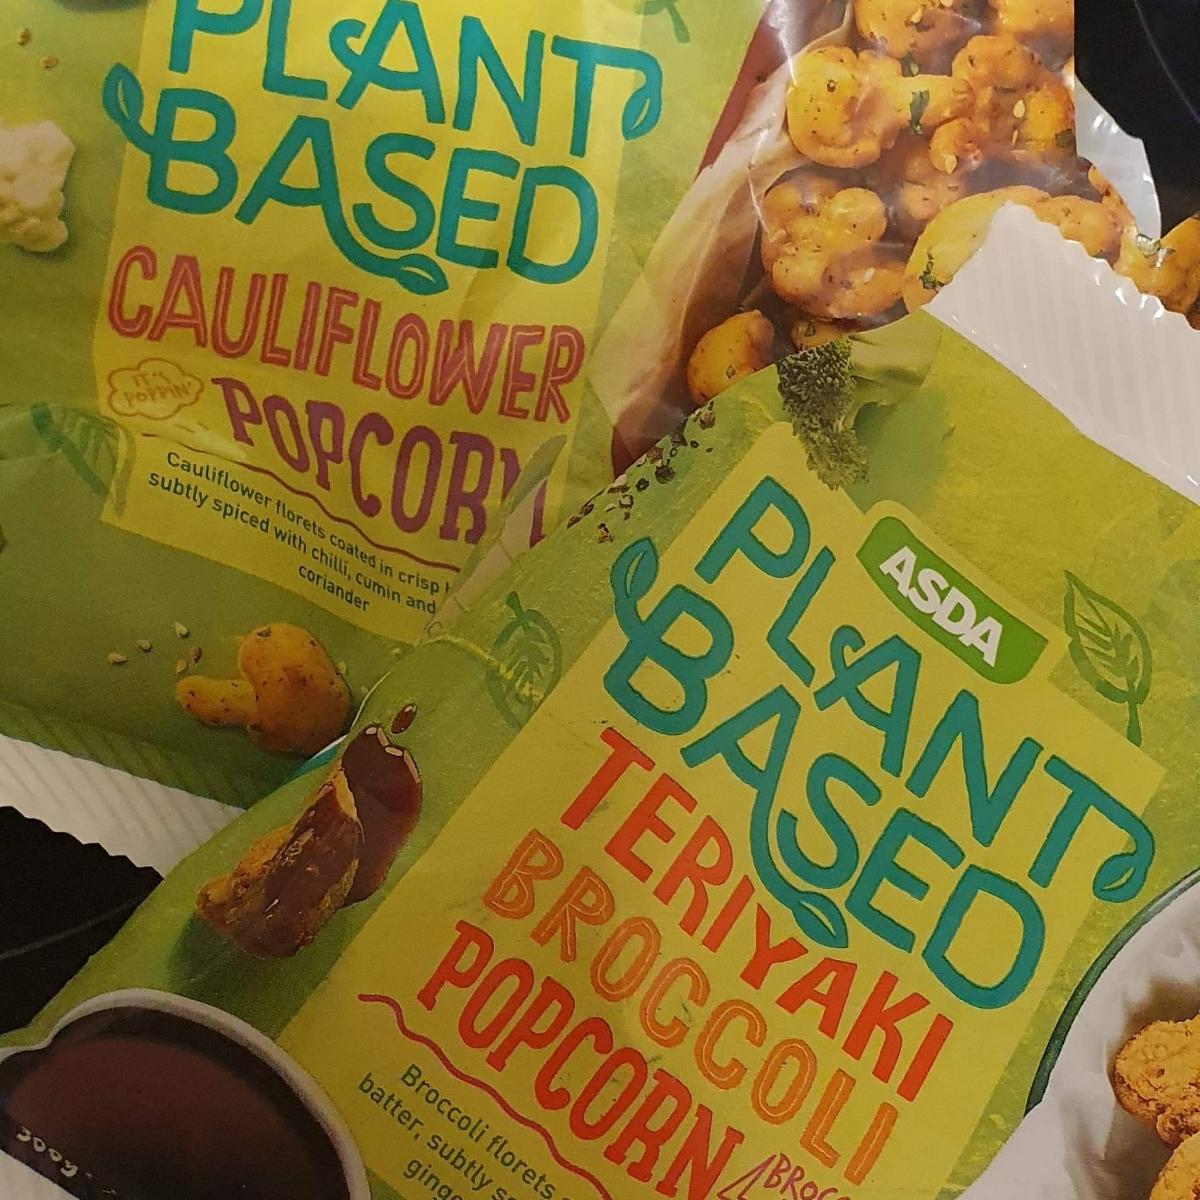 PLANT
BASED
CAULIFLOWER
IT'S
POPPIN'
POPCORN
Cauliflower florets coated in crisp
subtly spiced with chilli, cumin and
coriander
ASDA
PLANT
BASED
TERIYAKI
BROCCOLI
POPCORN
Broccoli florets
batter, subtly
300g